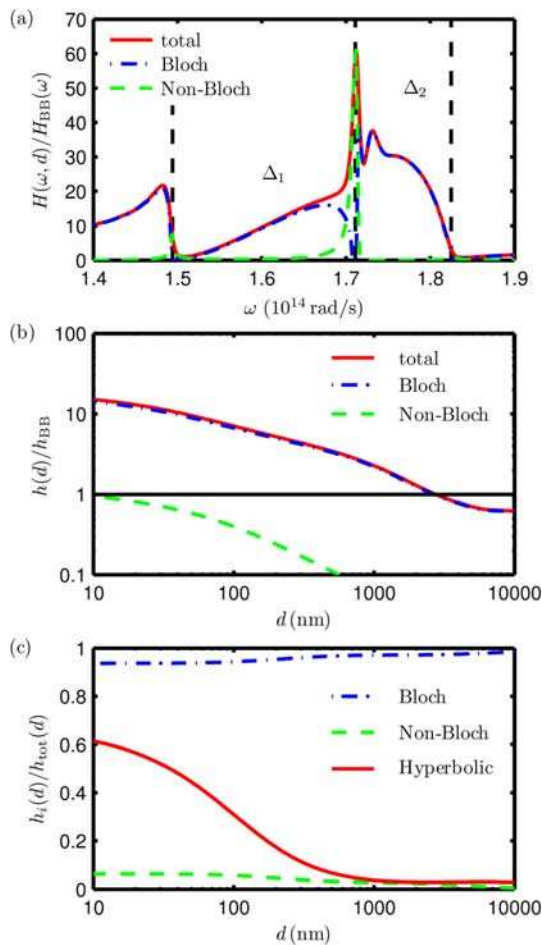 (a)
70
60
50
40
30
20
10
0
H(ω, d)/H_BB(ω)
total
Bloch
Non-Bloch
Δ₁
Δ₂
1.4 1.5 1.6 1.7 1.8 1.9
ω (10¹⁴ rad/s)
(b)
100
10
1
0.1
h(d)/h_BB
total
Bloch
Non-Bloch
10 100 1000 10000
d (nm)
(c)
1
0.8
0.6
0.4
0.2
0
h_i(d)/h_tot(d)
Bloch
Non-Bloch
Hyperbolic
10 100 1000 10000
d (nm)